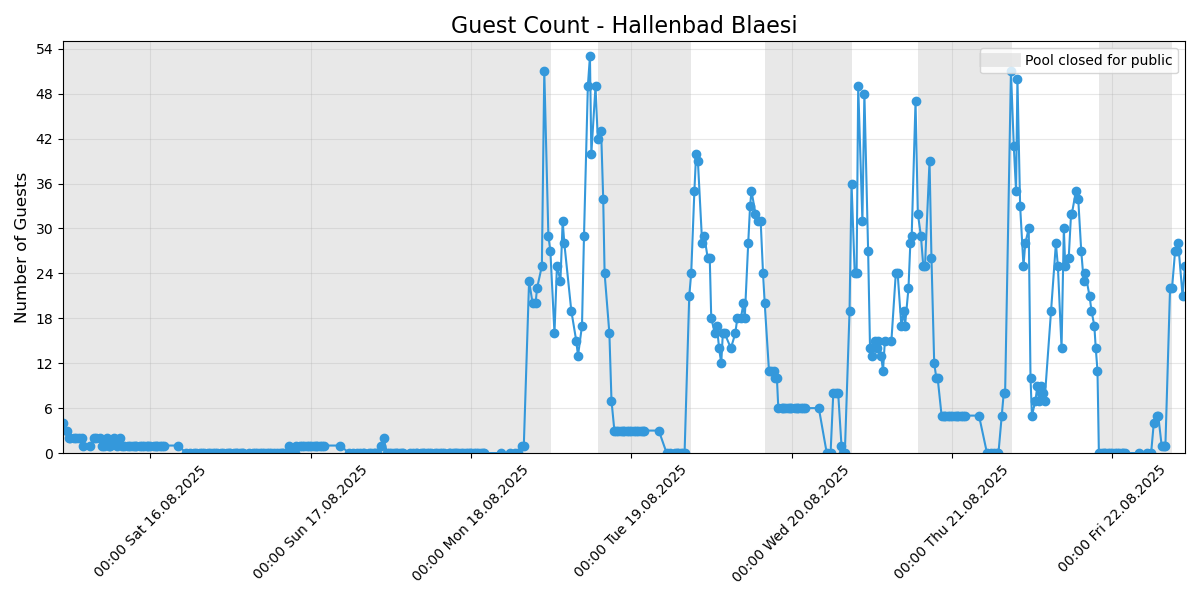 Guest Count - Hallenbad Blaesi
Pool closed for public
Number of Guests
54
48
42
36
30
24
18
12
6
0
00:00 Sat 16.08.2025
00:00 Sun 17.08.2025
00:00 Mon 18.08.2025
00:00 Tue 19.08.2025
00:00 Wed 20.08.2025
00:00 Thu 21.08.2025
00:00 Fri 22.08.2025